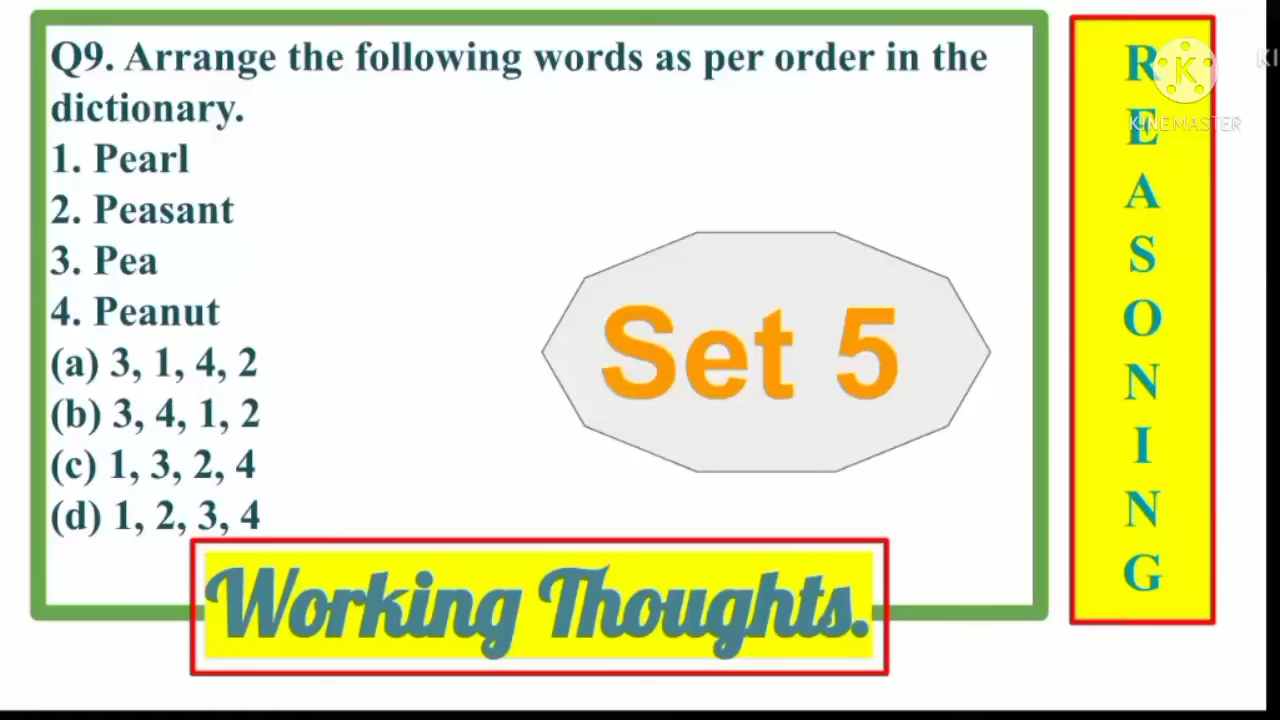 Q9. Arrange the following words as per order in the
dictionary.
1. Pearl
2. Peasant
3. Pea
4. Peanut
(a) 3, 1, 4, 2
(b) 3, 4, 1, 2
(c) 1, 3, 2, 4
(d) 1, 2, 3, 4
Set 5
Working Thoughts.
R
E
A
S
O
N
I
N
G
K
KINEMASTER
KI